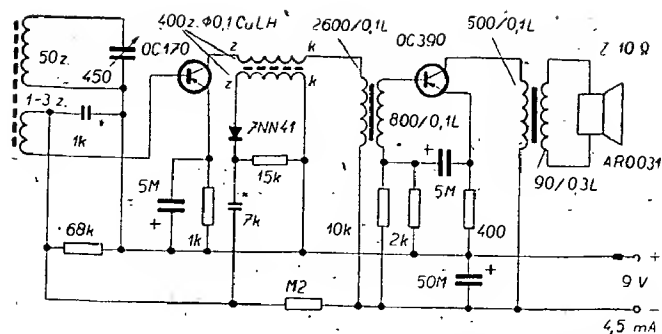 400z. Φ0,1 CuLH
2600/0,1L
500/0,1L
OC170
OC390
z 10 Ω
50z.
450
z
k
z
k
1-3 z.
1k
7NN41
800/0,1L
AR0031
5M
15k
5M
90/0,3L
1k
7k
10k
2k
400
68k
50M
M2
+
9 V
−
4,5 mA